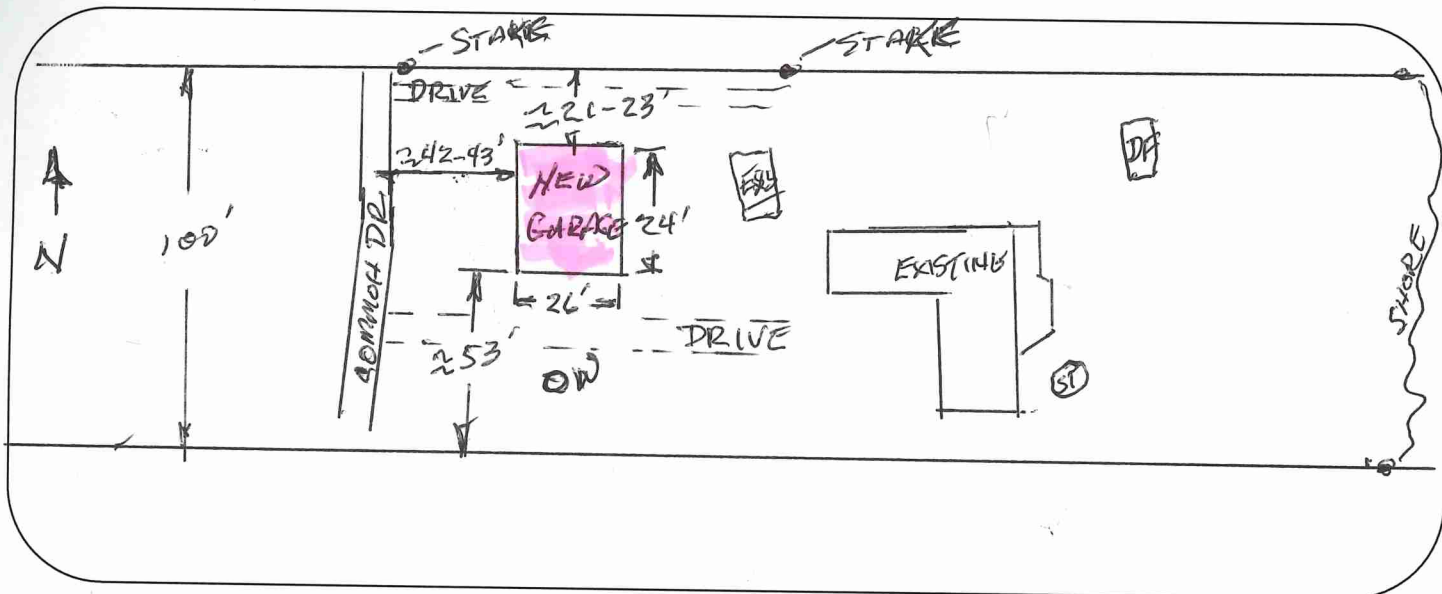 STAKE
STAKE
DRIVE
≈21-23'
≈42-43'
100'
N
NEW
GARAGE
24'
26'
COMMON DR.
≈53'
DRIVE
OW
EXISTING
ST
DF
SHORE